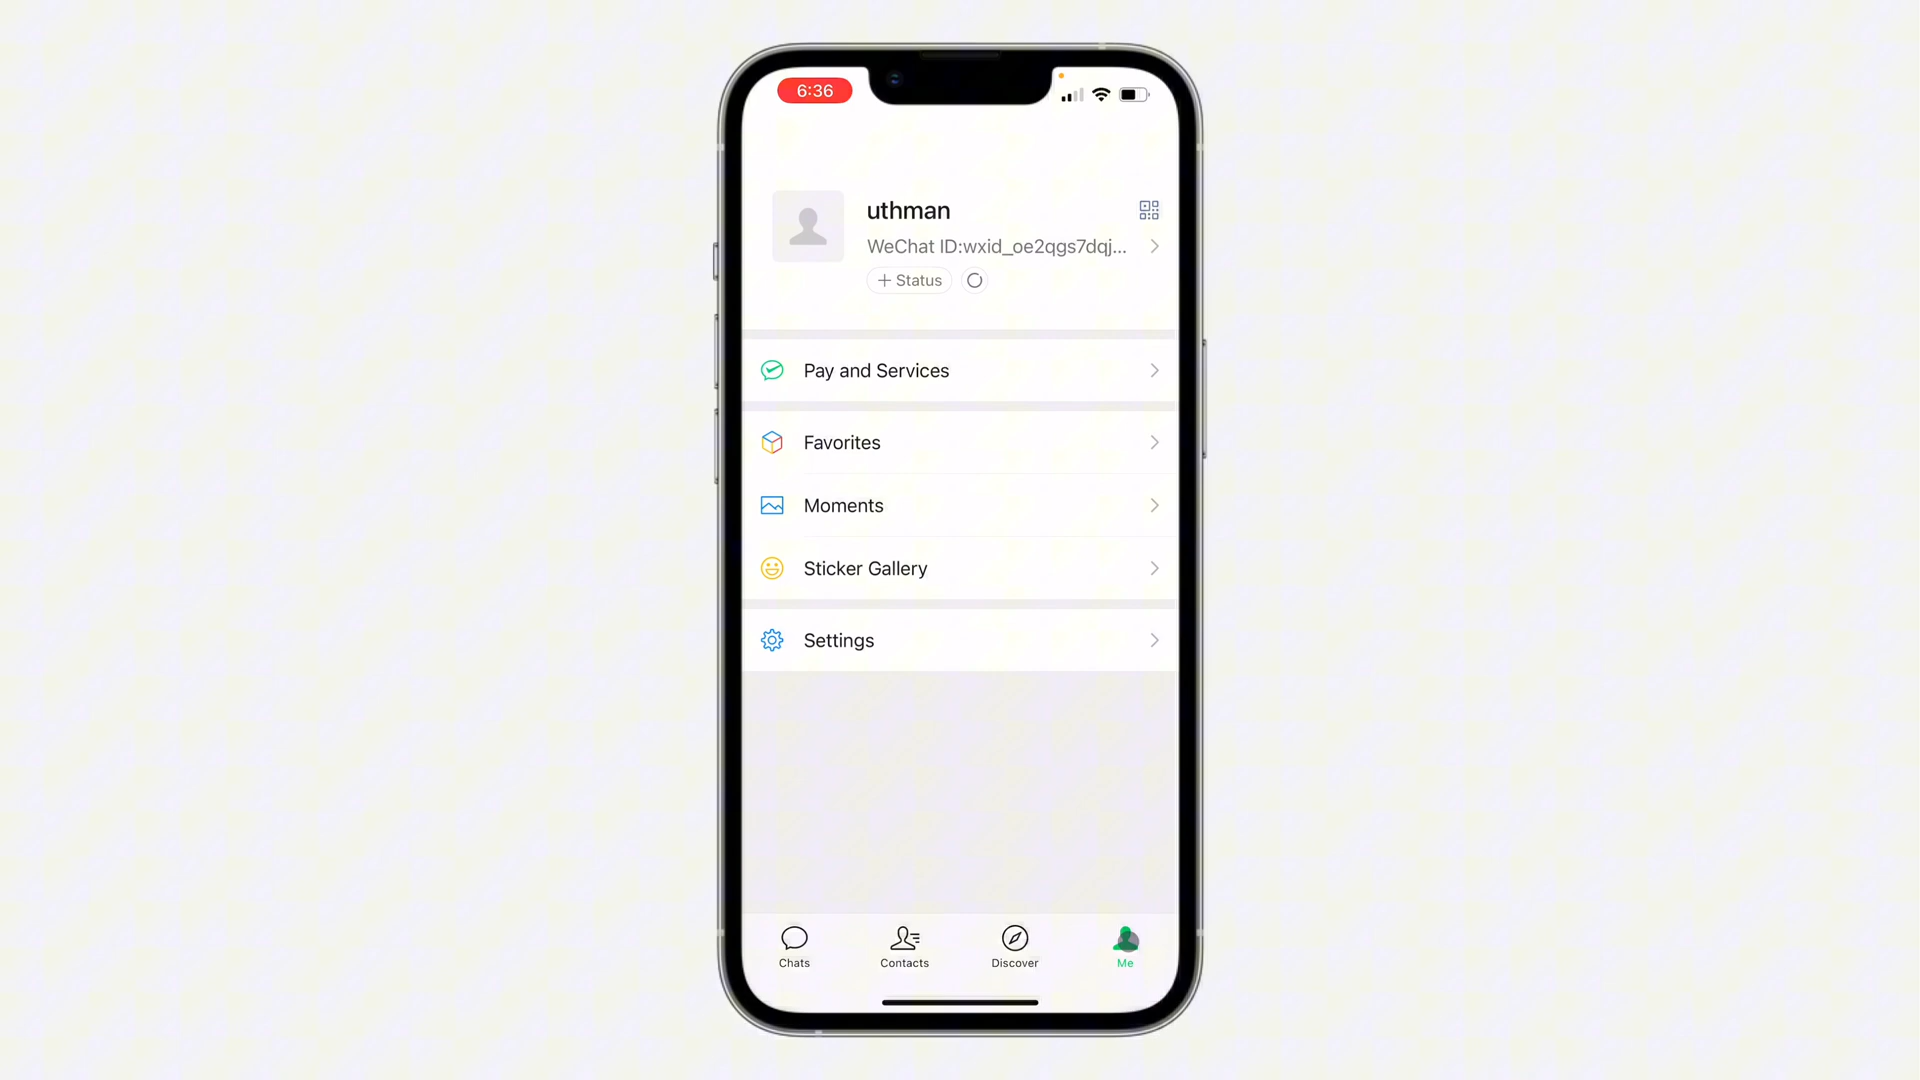 6:36
uthman
WeChat ID:wxid_oe2qgs7dqj...
+ Status
Pay and Services
Favorites
Moments
Sticker Gallery
Settings
Chats
Contacts
Discover
Me